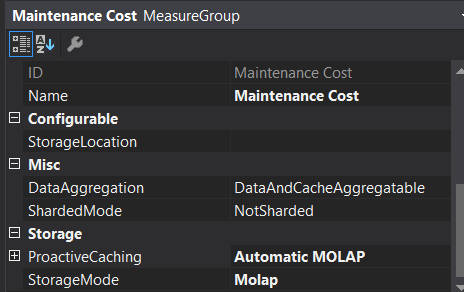 Maintenance Cost MeasureGroup
ID Maintenance Cost
Name Maintenance Cost
Configurable
StorageLocation
Misc
DataAggregation DataAndCacheAggregatable
ShardedMode NotSharded
Storage
ProactiveCaching Automatic MOLAP
StorageMode Molap